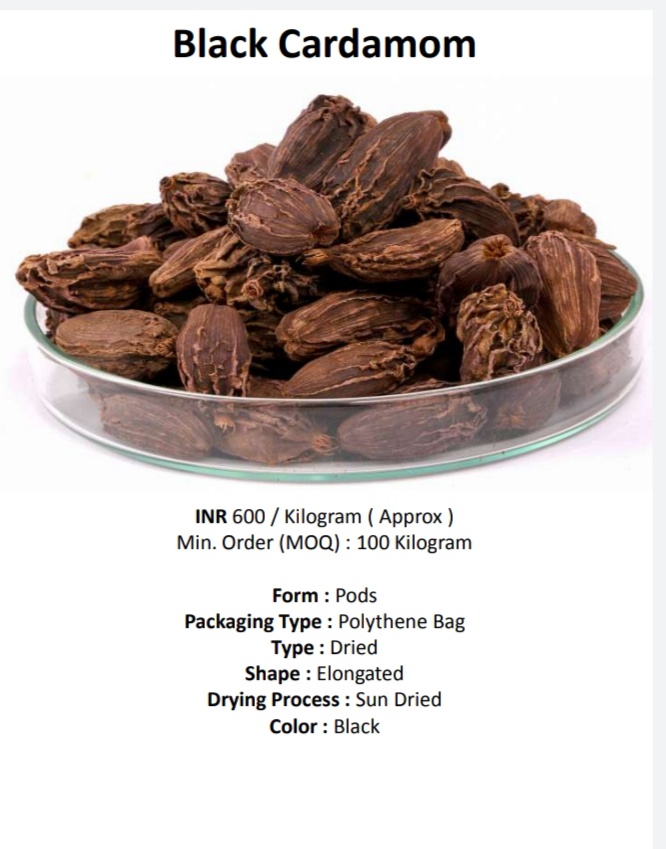 Black Cardamom
INR 600 / Kilogram ( Approx )
Min. Order (MOQ) : 100 Kilogram
Form : Pods
Packaging Type : Polythene Bag
Type : Dried
Shape : Elongated
Drying Process : Sun Dried
Color : Black